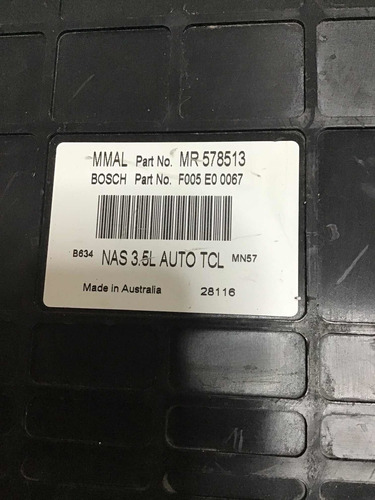 MMAL Part No. MR 578513
BOSCH Part No. F005 E0 0067
B634 NAS 3.5L AUTO TCL MN57
Made in Australia 28116